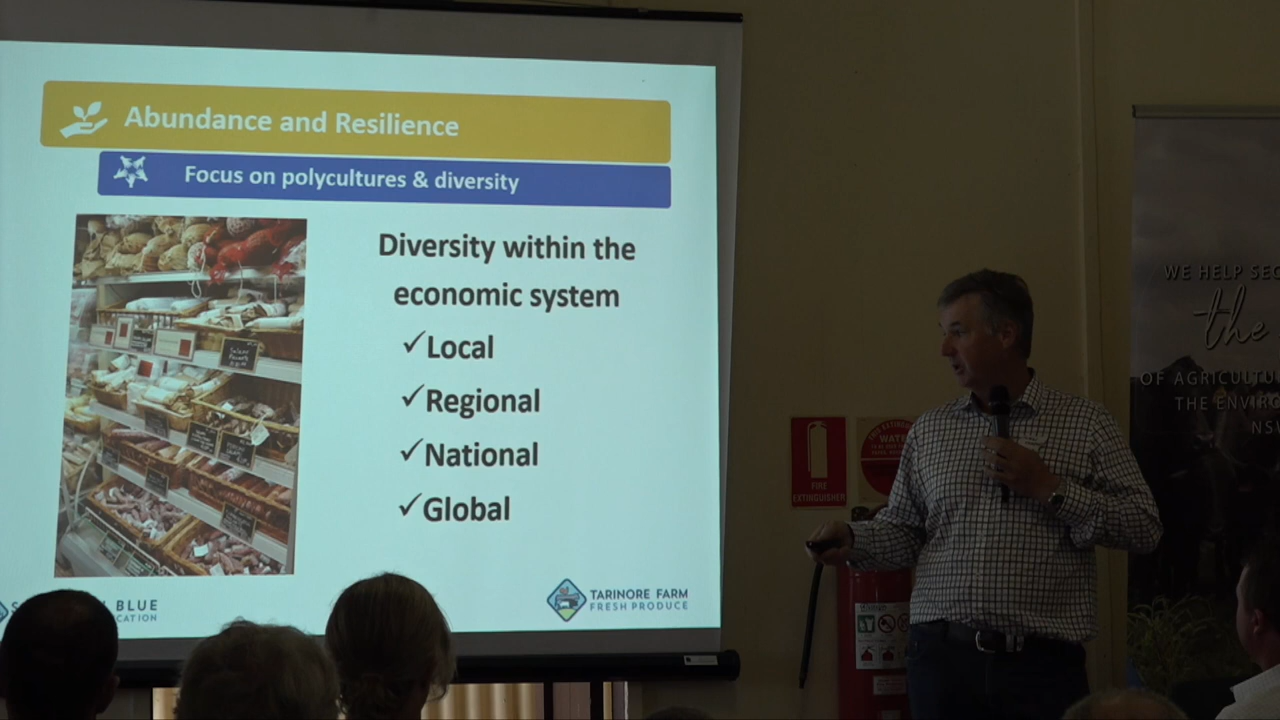 Abundance and Resilience
Focus on polycultures & diversity
Diversity within the
economic system
✓Local
✓Regional
✓National
✓Global
BLUE
TARINORE FARM
FRESH PRODUCE
FIRE
EXTINGUISHER
WATER
WE HELP SEC
the
OF AGRICULTU
THE ENVIRO
NSW